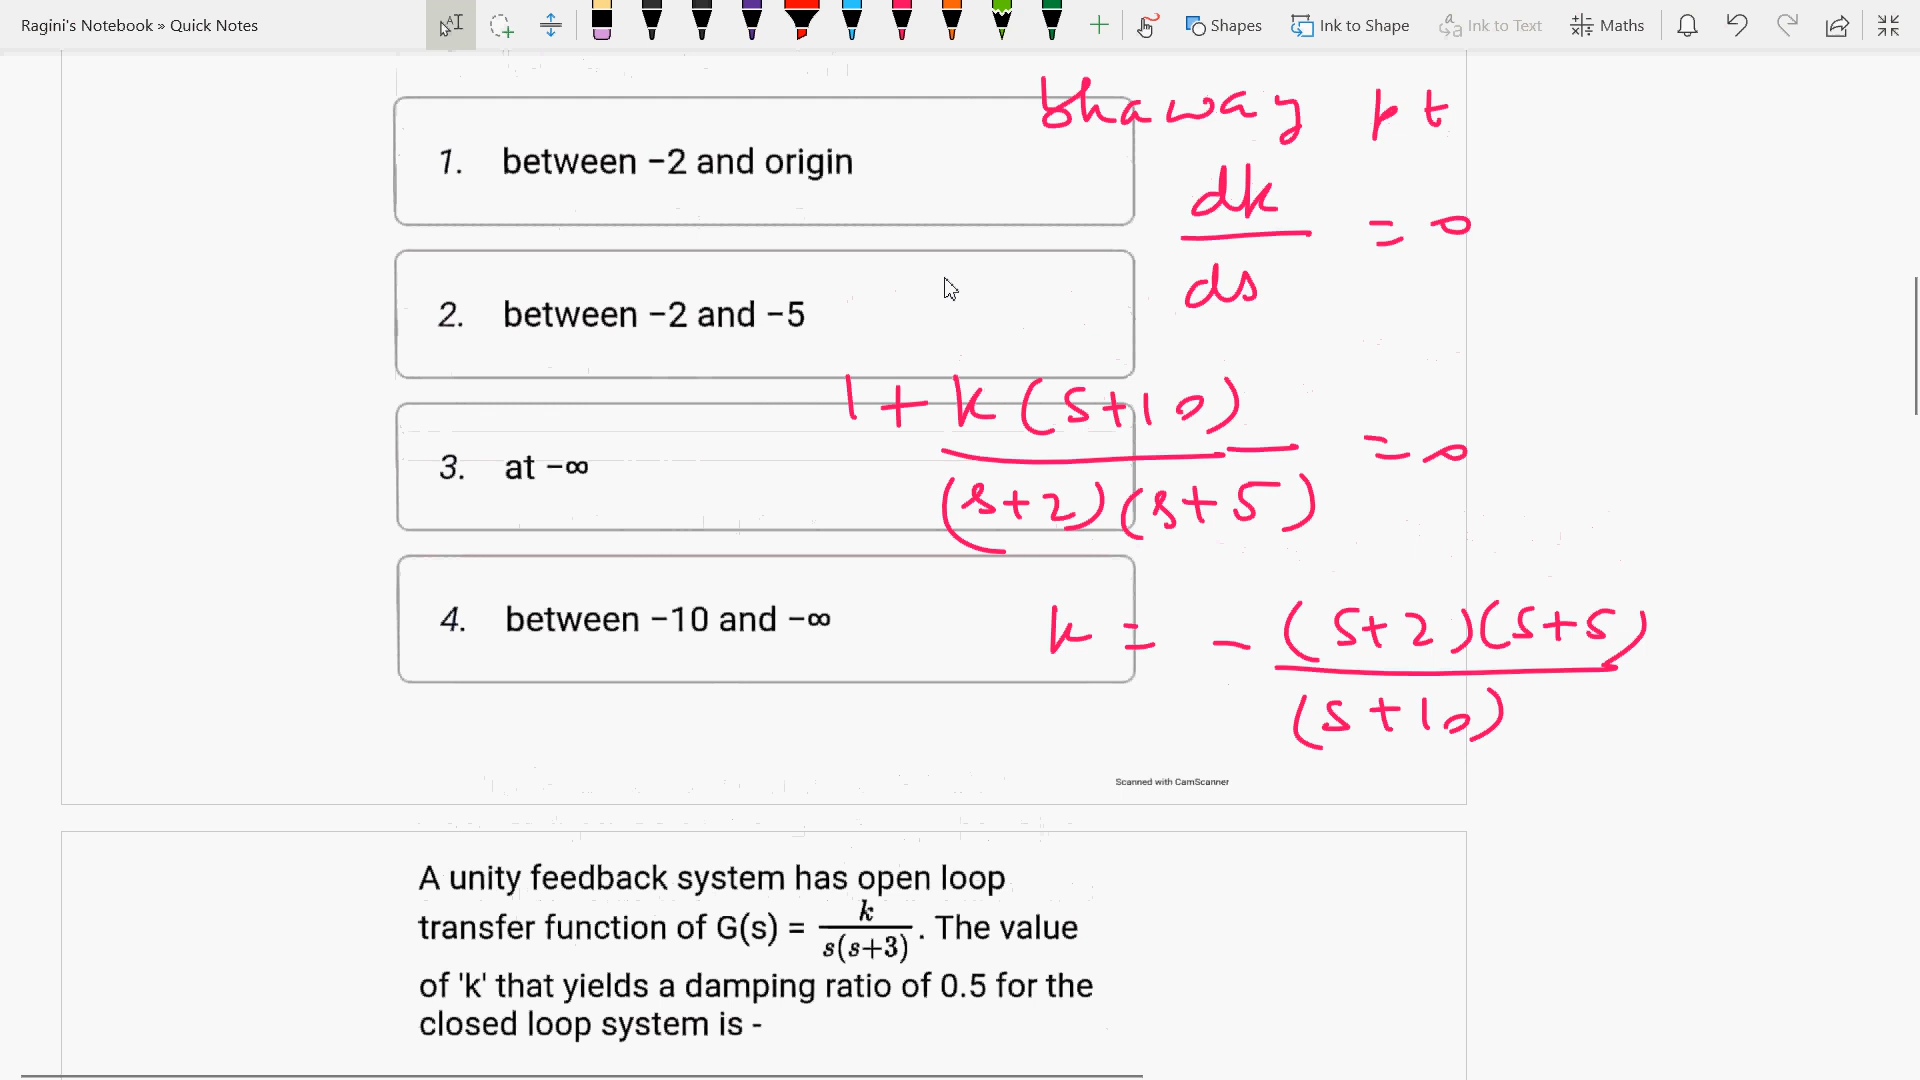 Ragini's Notebook » Quick Notes
Shapes
Ink to Shape
Ink to Text
Maths
1. between −2 and origin
2. between −2 and −5
3. at −∞
4. between −10 and −∞
pt
dk/ds = 0
1 + k(s+10)/(s+2)(s+5) = 0
k = −(s+2)(s+5)/(s+10)
Scanned with CamScanner
A unity feedback system has open loop
transfer function of G(s) = k/s(s+3). The value
of 'k' that yields a damping ratio of 0.5 for the
closed loop system is -